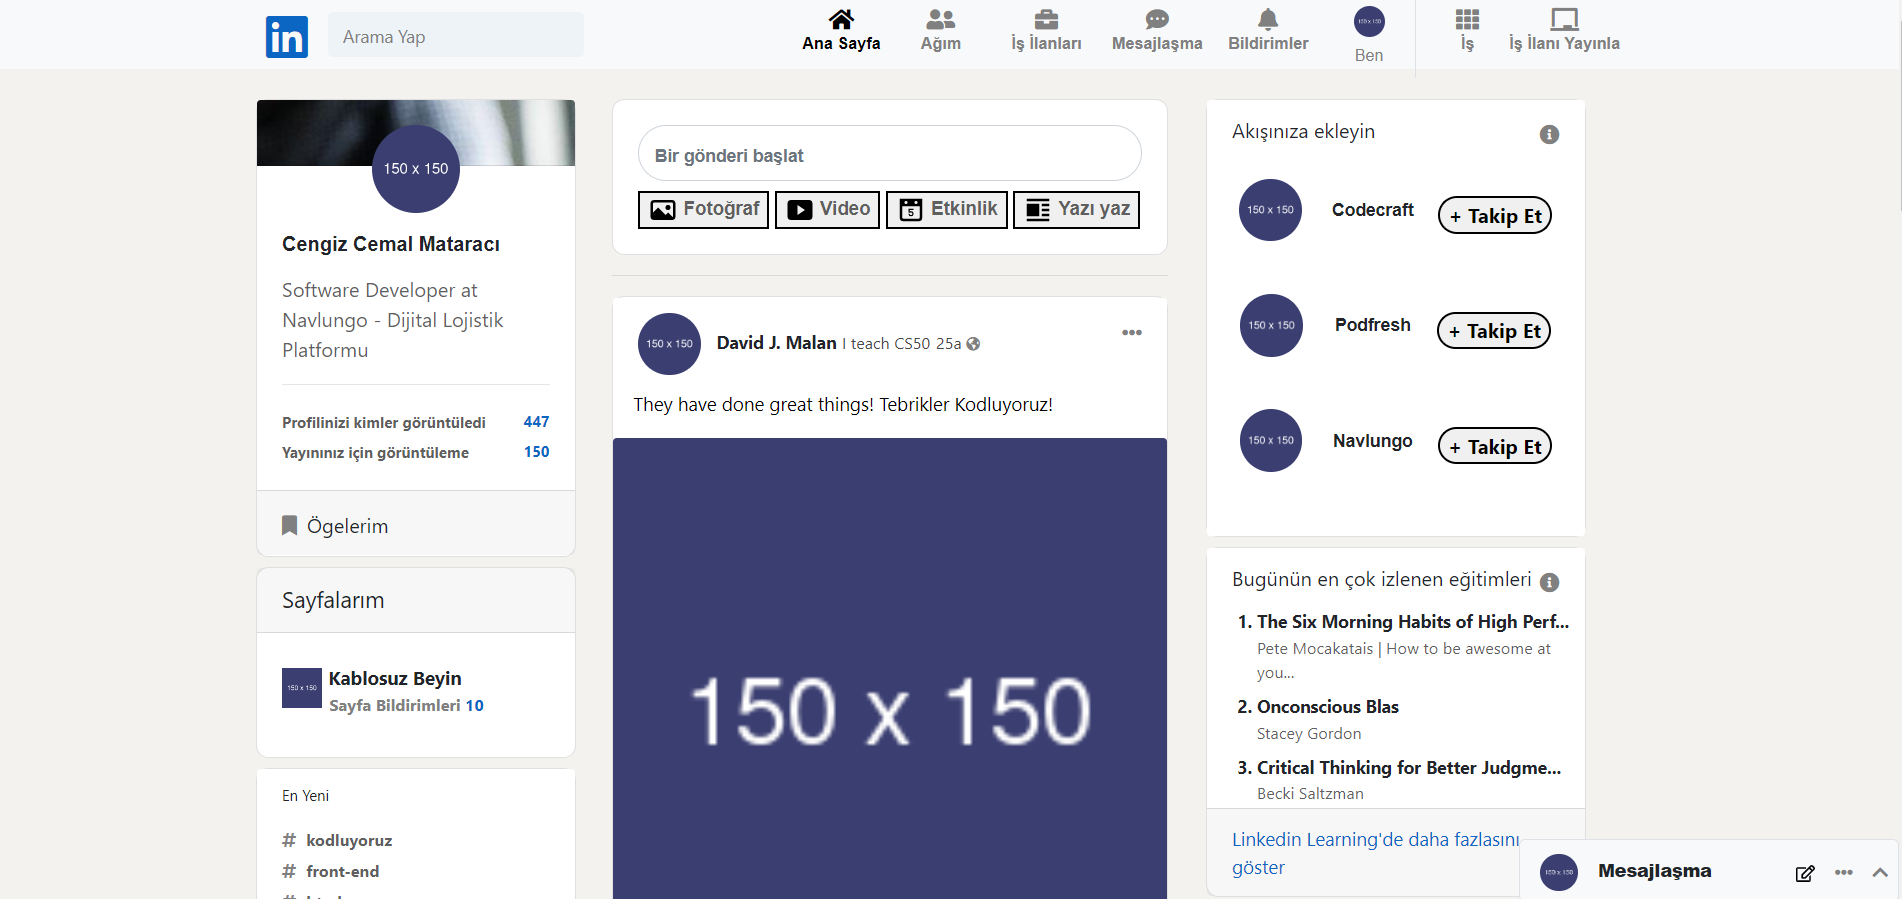 in
Arama Yap
Ana Sayfa
Ağım
İş İlanları
Mesajlaşma
Bildirimler
150 x 150
Ben
İş
İş İlanı Yayınla
150 x 150
Cengiz Cemal Mataracı
Software Developer at
Navlungo - Dijital Lojistik
Platformu
Profilinizi kimler görüntüledi 447
Yayınınız için görüntüleme 150
Ögelerim
Sayfalarım
150 x 150
Kablosuz Beyin
Sayfa Bildirimleri 10
En Yeni
# kodluyoruz
# front-end
Bir gönderi başlat
Fotoğraf
Video
5 Etkinlik
Yazı yaz
150 x 150
David J. Malan I teach CS50 25a
They have done great things! Tebrikler Kodluyoruz!
150 x 150
Akışınıza ekleyin
150 x 150 Codecraft + Takip Et
150 x 150 Podfresh + Takip Et
150 x 150 Navlungo + Takip Et
Bugünün en çok izlenen eğitimleri
1. The Six Morning Habits of High Perf...
Pete Mocakatais | How to be awesome at
you...
2. Onconscious Blas
Stacey Gordon
3. Critical Thinking for Better Judgme...
Becki Saltzman
Linkedin Learning'de daha fazlasını
göster
150 x 150 Mesajlaşma